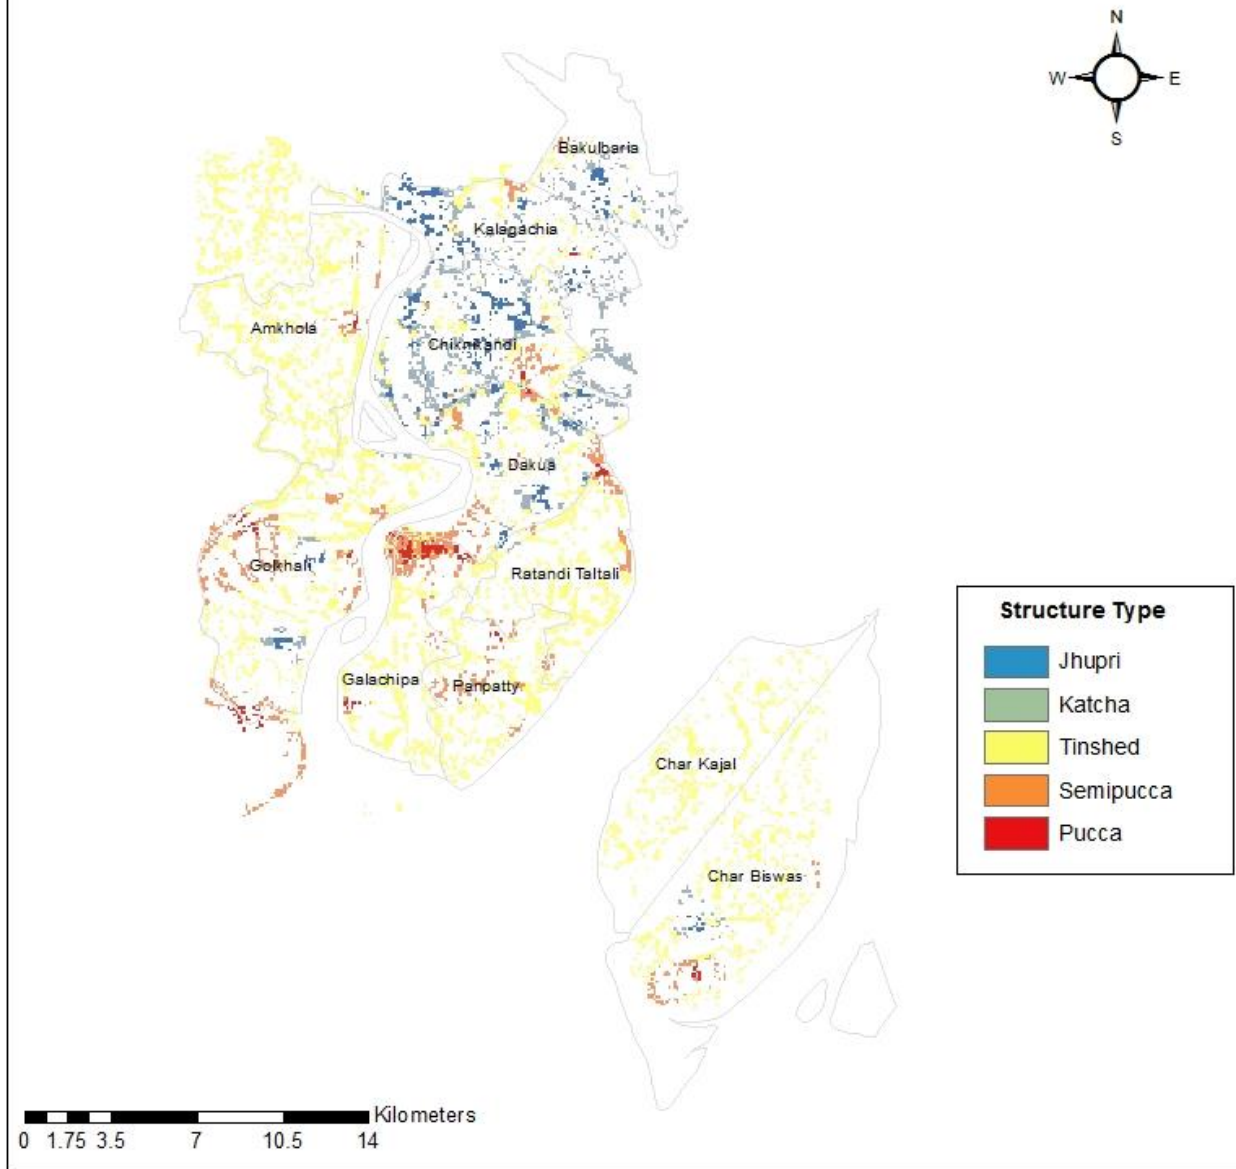 N
W E
S
Bakulbaria
Kalagachia
Amkhola
Chiknikandi
Dakua
Golkhali
Ratandi Taltali
Galachipa
Panpatty
Char Kajal
Char Biswas
Structure Type
Jhupri
Katcha
Tinshed
Semipucca
Pucca
Kilometers
0 1.75 3.5 7 10.5 14